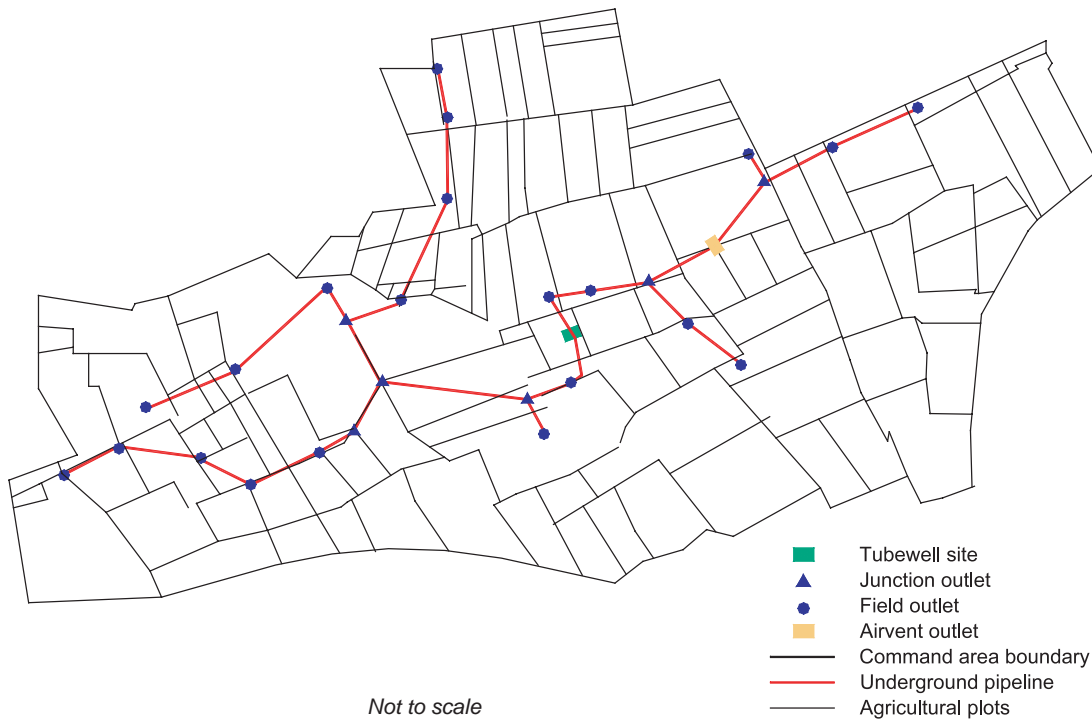 Tubewell site
Junction outlet
Field outlet
Airvent outlet
Command area boundary
Underground pipeline
Agricultural plots
Not to scale